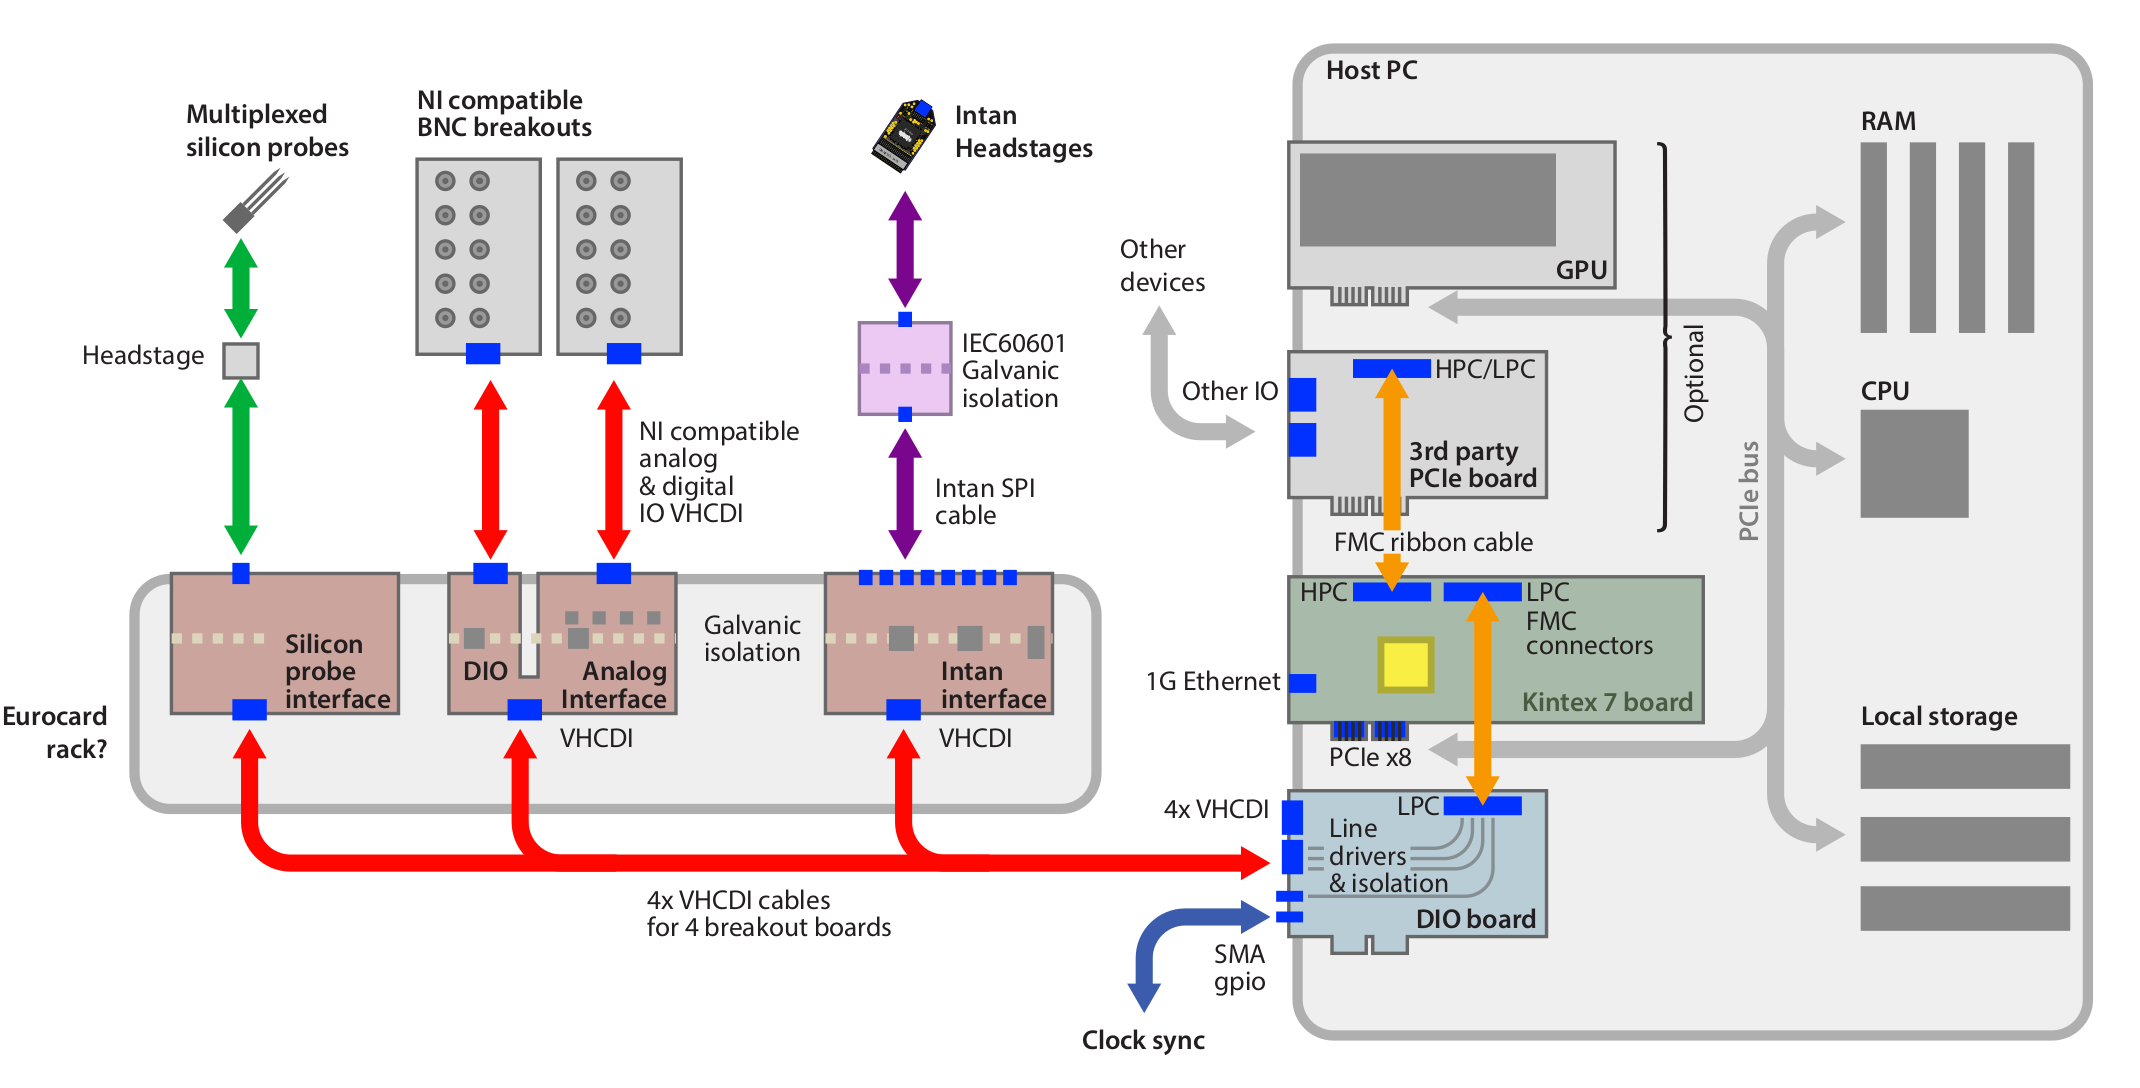 Multiplexed
silicon probes
NI compatible
BNC breakouts
Intan
Headstages
Headstage
IEC60601
Galvanic
isolation
NI compatible
analog
& digital
IO VHCDI
Intan SPI
cable
Silicon
probe
interface
DIO
Analog
Interface
Galvanic
isolation
Intan
interface
Eurocard
rack?
VHCDI
VHCDI
4x VHCDI cables
for 4 breakout boards
Host PC
GPU
Other
devices
Other IO
HPC/LPC
3rd party
PCIe board
Optional
FMC ribbon cable
HPC
LPC
FMC
connectors
1G Ethernet
Kintex 7 board
PCIe x8
4x VHCDI
LPC
Line
drivers
& isolation
DIO board
SMA
gpio
Clock sync
PCIe bus
RAM
CPU
Local storage